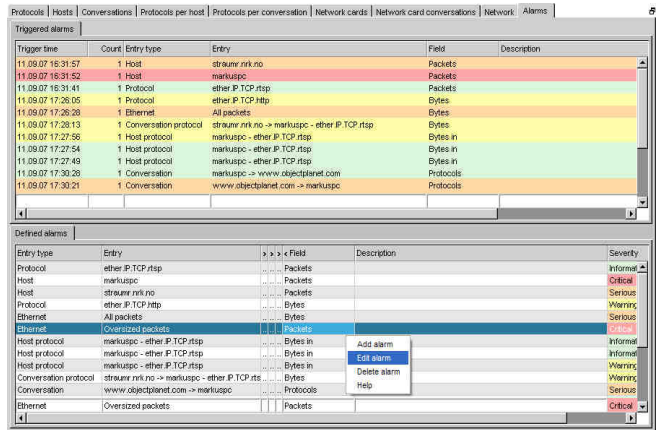 Protocols Hosts Conversations Protocols per host Protocols per conversation Network cards Network card conversations Network Alarms
Triggered alarms
Trigger time Count Entry type Entry Field Description
11.09.07 16:31:57 1 Host straumr.nrk.no Packets
11.09.07 16:31:52 1 Host markuspc Packets
11.09.07 16:31:41 1 Protocol ether.IP.TCP.rtsp Packets
11.09.07 17:26:05 1 Protocol ether.IP.TCP.http Bytes
11.09.07 17:26:28 1 Ethernet All packets Bytes
11.09.07 17:28:13 1 Conversation protocol straumr.nrk.no -> markuspc - ether.IP.TCP.rtsp Bytes
11.09.07 17:27:56 1 Host protocol markuspc - ether.IP.TCP.rtsp Bytes in
11.09.07 17:27:54 1 Host protocol markuspc - ether.IP.TCP.rtsp Bytes in
11.09.07 17:27:49 1 Host protocol markuspc - ether.IP.TCP.rtsp Bytes in
11.09.07 17:30:28 1 Conversation markuspc -> www.objectplanet.com Protocols
11.09.07 17:30:21 1 Conversation www.objectplanet.com -> markuspc Protocols
Defined alarms
Entry type Entry > > > < Field Description Severity
Protocol ether.IP.TCP.rtsp .. .. .. Packets Informat
Host markuspc .. .. .. Packets Critical
Host straumr.nrk.no .. .. .. Packets Serious
Protocol ether.IP.TCP.http .. .. .. Bytes Warning
Ethernet All packets .. .. .. Bytes Serious
Ethernet Oversized packets .. .. .. Packets Critical
Host protocol markuspc - ether.IP.TCP.rtsp .. .. .. Bytes in Add alarm Informat
Host protocol markuspc - ether.IP.TCP.rtsp .. .. .. Bytes in Edit alarm Informat
Host protocol markuspc - ether.IP.TCP.rtsp .. .. .. Bytes in Delete alarm Warning
Conversation protocol straumr.nrk.no -> markuspc - ether.IP.TCP.rts .. .. .. Bytes Help Warning
Conversation www.objectplanet.com -> markuspc .. .. .. Protocols Serious
Ethernet Oversized packets Packets Critical